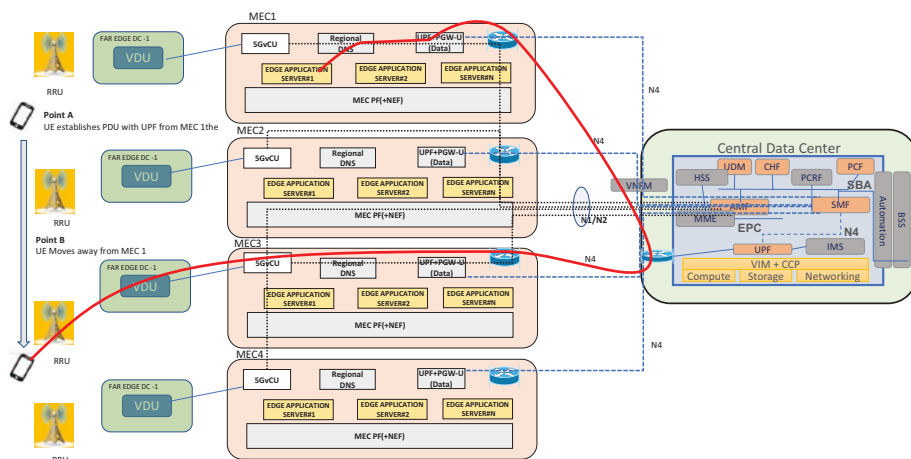 MEC1
FAR EDGE DC -1
VDU
RRU
5GvCU
Regional
DNS
UPF+PGW-U
(Data)
EDGE APPLICATION
SERVER#1
EDGE APPLICATION
SERVER#2
EDGE APPLICATION
SERVER#N
MEC PF(+NEF)
N4
Point A
UE establishes PDU with UPF from MEC 1the
MEC2
FAR EDGE DC -1
VDU
RRU
5GvCU
Regional
DNS
UPF+PGW-U
(Data)
EDGE APPLICATION
SERVER#1
EDGE APPLICATION
SERVER#2
EDGE APPLICATION
SERVER#N
MEC PF(+NEF)
N4
N1/N2
Point B
UE Moves away from MEC 1
MEC3
FAR EDGE DC -1
VDU
RRU
5GvCU
Regional
DNS
UPF+PGW-U
(Data)
EDGE APPLICATION
SERVER#1
EDGE APPLICATION
SERVER#2
EDGE APPLICATION
SERVER#N
MEC PF(+NEF)
N4
MEC4
FAR EDGE DC -1
VDU
5GvCU
Regional
DNS
UPF+PGW-U
(Data)
EDGE APPLICATION
SERVER#1
EDGE APPLICATION
SERVER#2
EDGE APPLICATION
SERVER#N
MEC PF(+NEF)
N4
Central Data Center
VNFM
HSS
UDM
CHF
PCRF
PCF
SBA
AMF
SMF
MME
EPC
N4
UPF
IMS
VIM + CCP
Compute
Storage
Networking
Automation
BSS